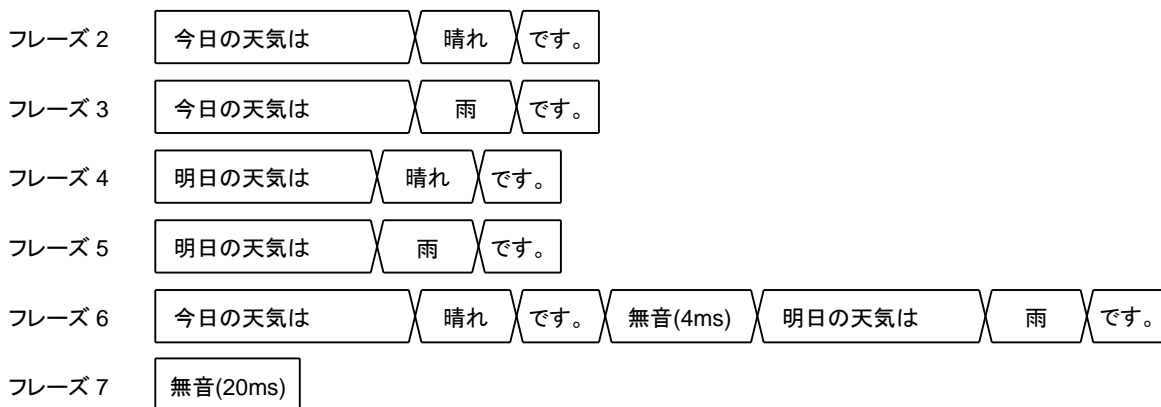 フレーズ 2 今日の天気は 晴れ です。
フレーズ 3 今日の天気は 雨 です。
フレーズ 4 明日の天気は 晴れ です。
フレーズ 5 明日の天気は 雨 です。
フレーズ 6 今日の天気は 晴れ です。 無音(4ms) 明日の天気は 雨 です。
フレーズ 7 無音(20ms)